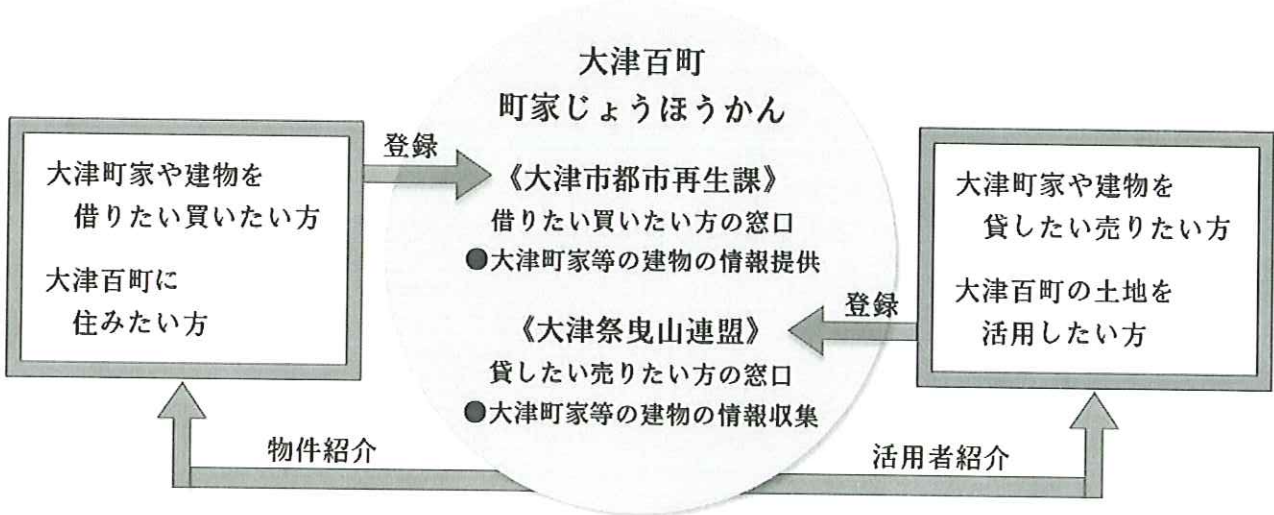 大津百町
町家じょうほうかん
登録
大津町家や建物を
借りたい買いたい方
大津百町に
住みたい方
《大津市都市再生課》
借りたい買いたい方の窓口
●大津町家等の建物の情報提供
《大津祭曳山連盟》
貸したい売りたい方の窓口
●大津町家等の建物の情報収集
登録
大津町家や建物を
貸したい売りたい方
大津百町の土地を
活用したい方
物件紹介
活用者紹介